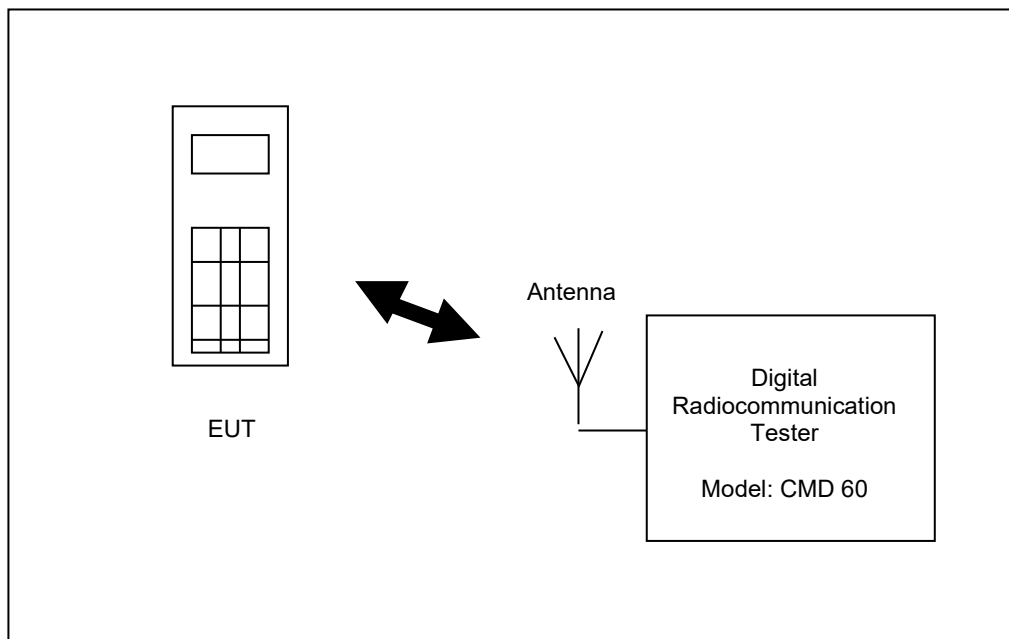 Antenna
EUT
Digital
Radiocommunication
Tester
Model: CMD 60